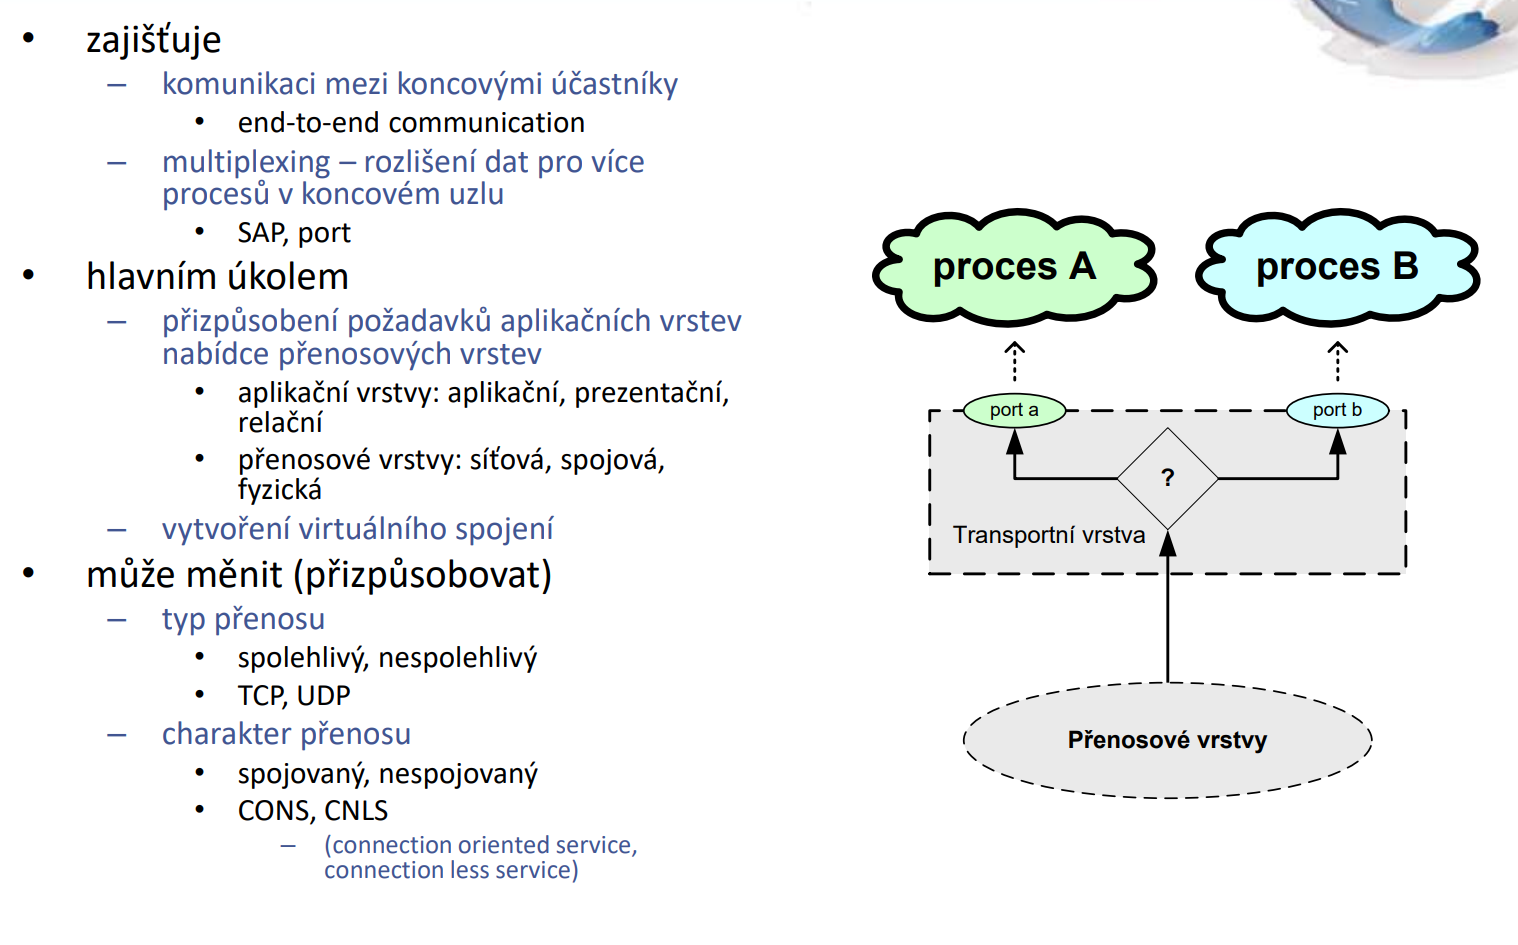 • zajišťuje
– komunikaci mezi koncovými účastníky
• end-to-end communication
– multiplexing – rozlišení dat pro více
procesů v koncovém uzlu
• SAP, port
• hlavním úkolem
– přizpůsobení požadavků aplikačních vrstev
nabídce přenosových vrstev
• aplikační vrstvy: aplikační, prezentační,
relační
• přenosové vrstvy: síťová, spojová,
fyzická
– vytvoření virtuálního spojení
• může měnit (přizpůsobovat)
– typ přenosu
• spolehlivý, nespolehlivý
• TCP, UDP
– charakter přenosu
• spojovaný, nespojovaný
• CONS, CNLS
– (connection oriented service,
connection less service)
proces A
proces B
port a
port b
?
Transportní vrstva
Přenosové vrstvy